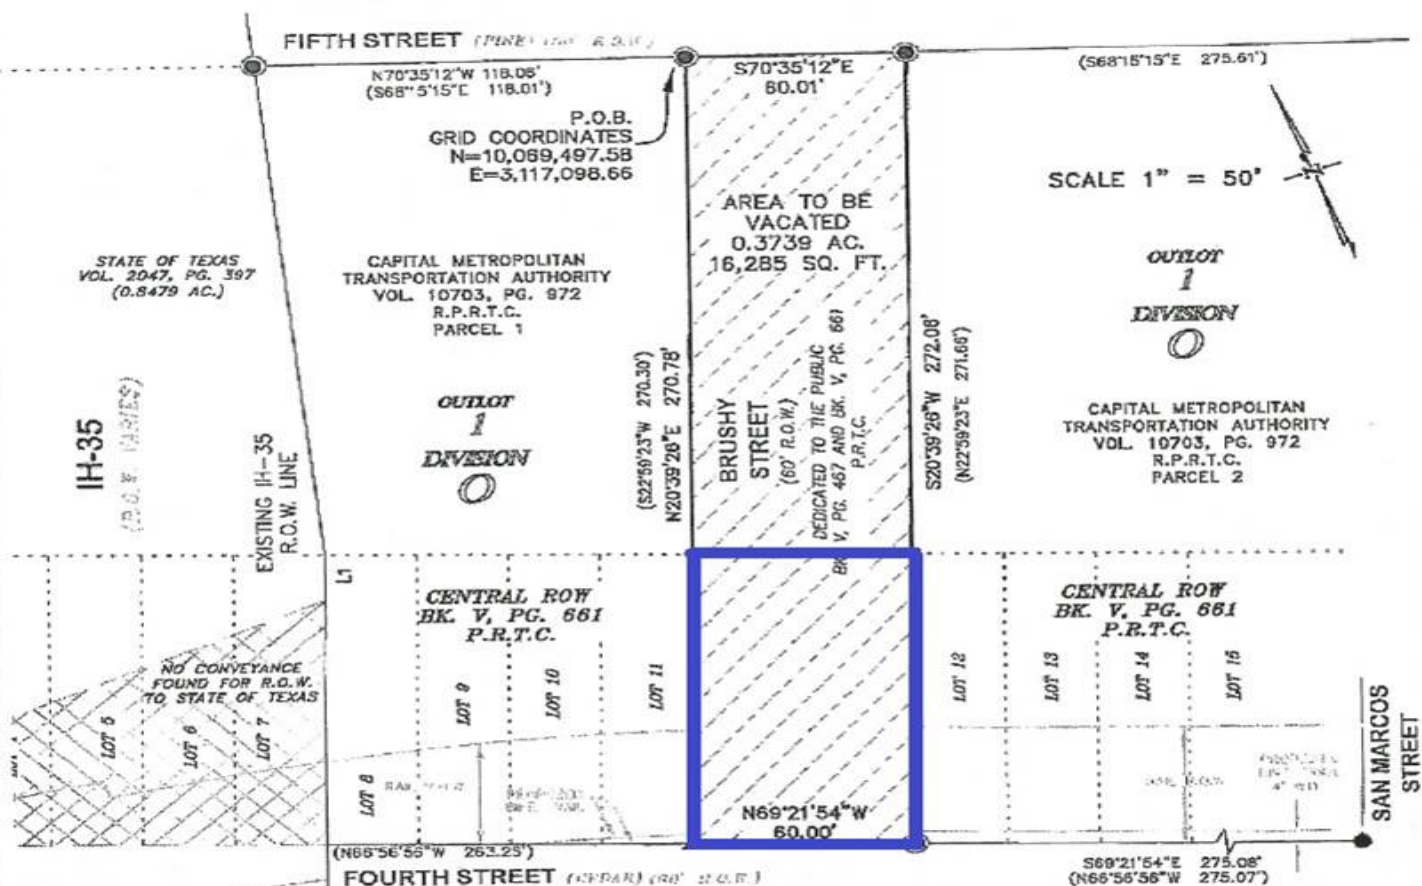 FIFTH STREET (PINE) (60' R.O.W.)
N70°35'12"W 118.06'
(S68°15'15"E 118.01')
S70°35'12"E
60.01'
(S68°15'15"E 275.61')
P.O.B.
GRID COORDINATES
N=10,069,497.58
E=3,117,098.66
SCALE 1" = 50'
AREA TO BE
VACATED
0.3739 AC.
16,285 SQ. FT.
STATE OF TEXAS
VOL. 2047, PG. 397
(0.8479 AC.)
CAPITAL METROPOLITAN
TRANSPORTATION AUTHORITY
VOL. 10703, PG. 972
R.P.R.T.C.
PARCEL 1
OUTLOT
1
DIVISION
O
OUTLOT
1
DIVISION
O
CAPITAL METROPOLITAN
TRANSPORTATION AUTHORITY
VOL. 10703, PG. 972
R.P.R.T.C.
PARCEL 2
IH-35
(R.O.W. VARIES)
EXISTING IH-35
R.O.W. LINE
(S22°59'23"W 270.30')
N20°39'26"E 270.78'
BRUSHY
STREET
(60' R.O.W.)
DEDICATED TO THE PUBLIC
BK V, PG. 467 AND BK. V, PG. 661
P.R.T.C.
S20°39'26"W 272.06'
(N22°59'23"E 271.66')
L1
CENTRAL ROW
BK. V, PG. 661
P.R.T.C.
CENTRAL ROW
BK. V, PG. 661
P.R.T.C.
NO CONVEYANCE
FOUND FOR R.O.W.
TO STATE OF TEXAS
LOT 5
LOT 6
LOT 7
LOT 8
LOT 9
LOT 10
LOT 11
LOT 12
LOT 13
LOT 14
LOT 15
N69°21'54"W
60.00'
SAN MARCOS
STREET
(N66°56'56"W 263.25')
FOURTH STREET (CEDAR) (60' R.O.W.)
S69°21'54"E 275.08'
(N66°56'56"W 275.07')